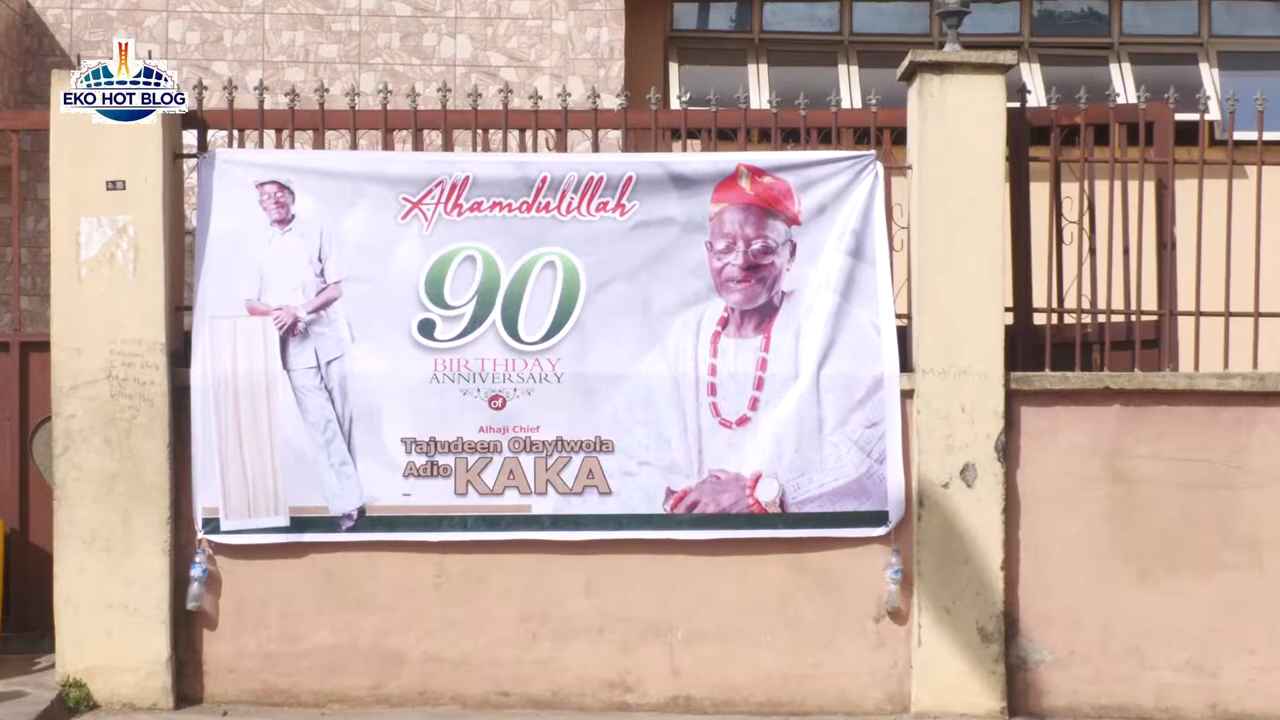 EKO HOT BLOG
Alhamdulillah
90
BIRTHDAY
ANNIVERSARY
of
Alhaji Chief
Tajudeen Olayiwola
Adio KAKA